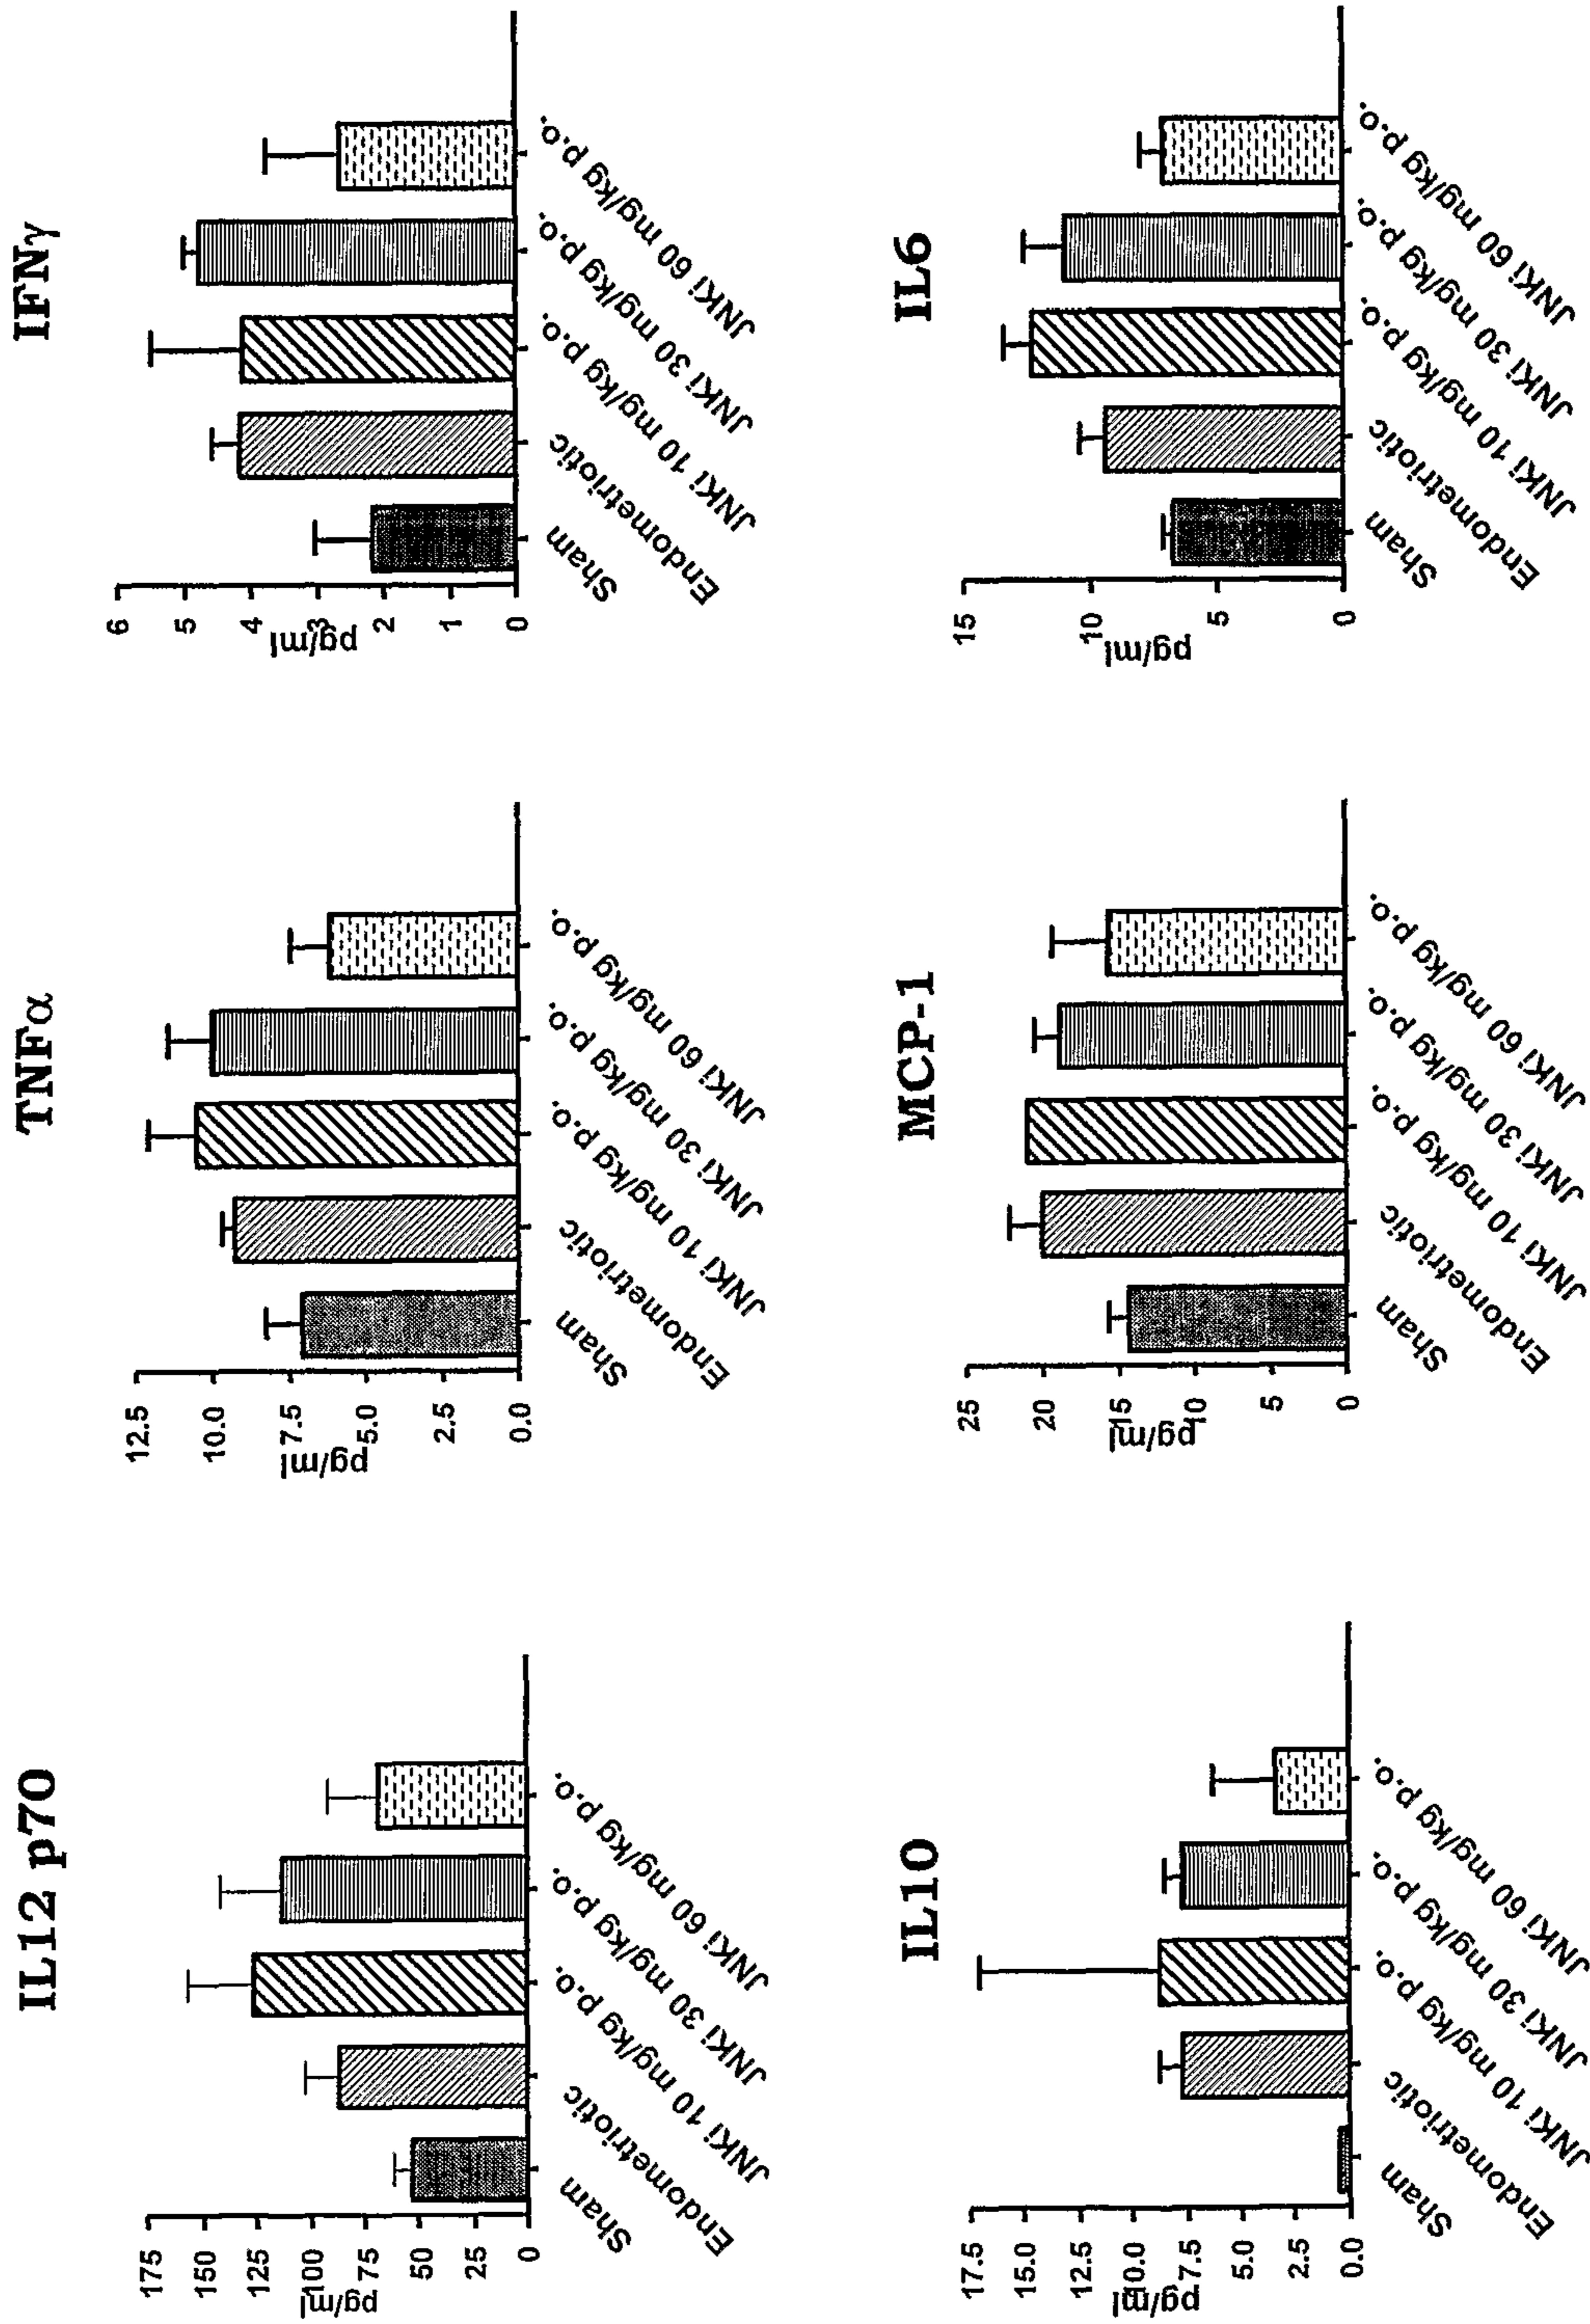 IL12 p70
175
150
125
100
75
50
25
0
pg/ml
Sham
Endometriotic
JNKi 10 mg/kg p.o.
JNKi 30 mg/kg p.o.
JNKi 60 mg/kg p.o.
TNFα
12.5
10.0
7.5
5.0
2.5
0.0
pg/ml
Sham
Endometriotic
JNKi 10 mg/kg p.o.
JNKi 30 mg/kg p.o.
JNKi 60 mg/kg p.o.
IFNγ
6
5
4
3
2
1
0
pg/ml
Sham
Endometriotic
JNKi 10 mg/kg p.o.
JNKi 30 mg/kg p.o.
JNKi 60 mg/kg p.o.
IL10
17.5
15.0
12.5
10.0
7.5
5.0
2.5
0.0
pg/ml
Sham
Endometriotic
JNKi 10 mg/kg p.o.
JNKi 30 mg/kg p.o.
JNKi 60 mg/kg p.o.
MCP-1
25
20
15
10
5
0
pg/ml
Sham
Endometriotic
JNKi 10 mg/kg p.o.
JNKi 30 mg/kg p.o.
JNKi 60 mg/kg p.o.
IL6
15
10
5
0
pg/ml
Sham
Endometriotic
JNKi 10 mg/kg p.o.
JNKi 30 mg/kg p.o.
JNKi 60 mg/kg p.o.